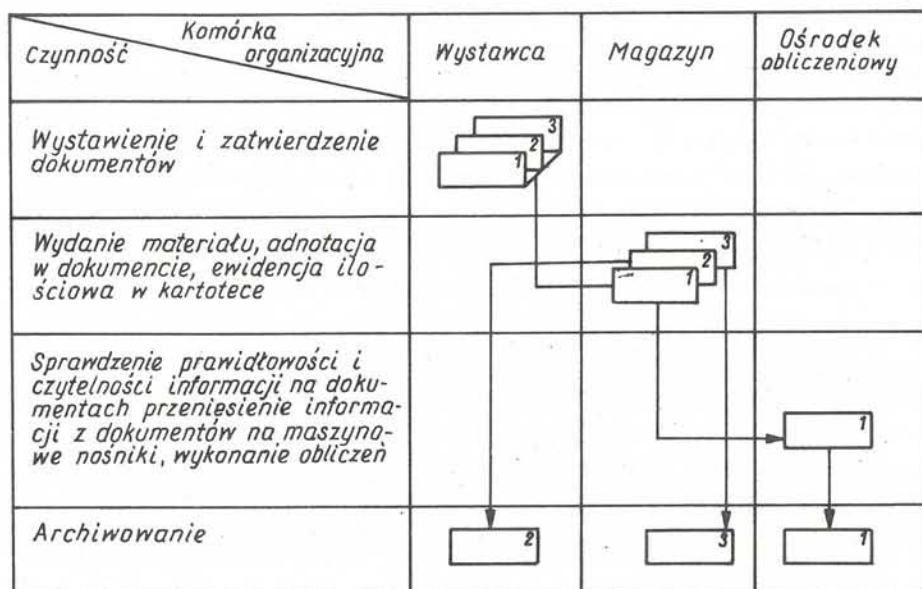 Komórka
organizacyjna
Czynność
Wystawca
Magazyn
Ośrodek
obliczeniowy
Wystawienie i zatwierdzenie
dokumentów
3
2
1
Wydanie materiału, adnotacja
w dokumencie, ewidencja ilo-
ściowa w kartotece
3
2
1
Sprawdzenie prawidłowości i
czytelności informacji na doku-
mentach przeniesienie informa-
cji z dokumentów na maszyno-
we nośniki, wykonanie obliczeń
1
Archiwowanie
2
3
1